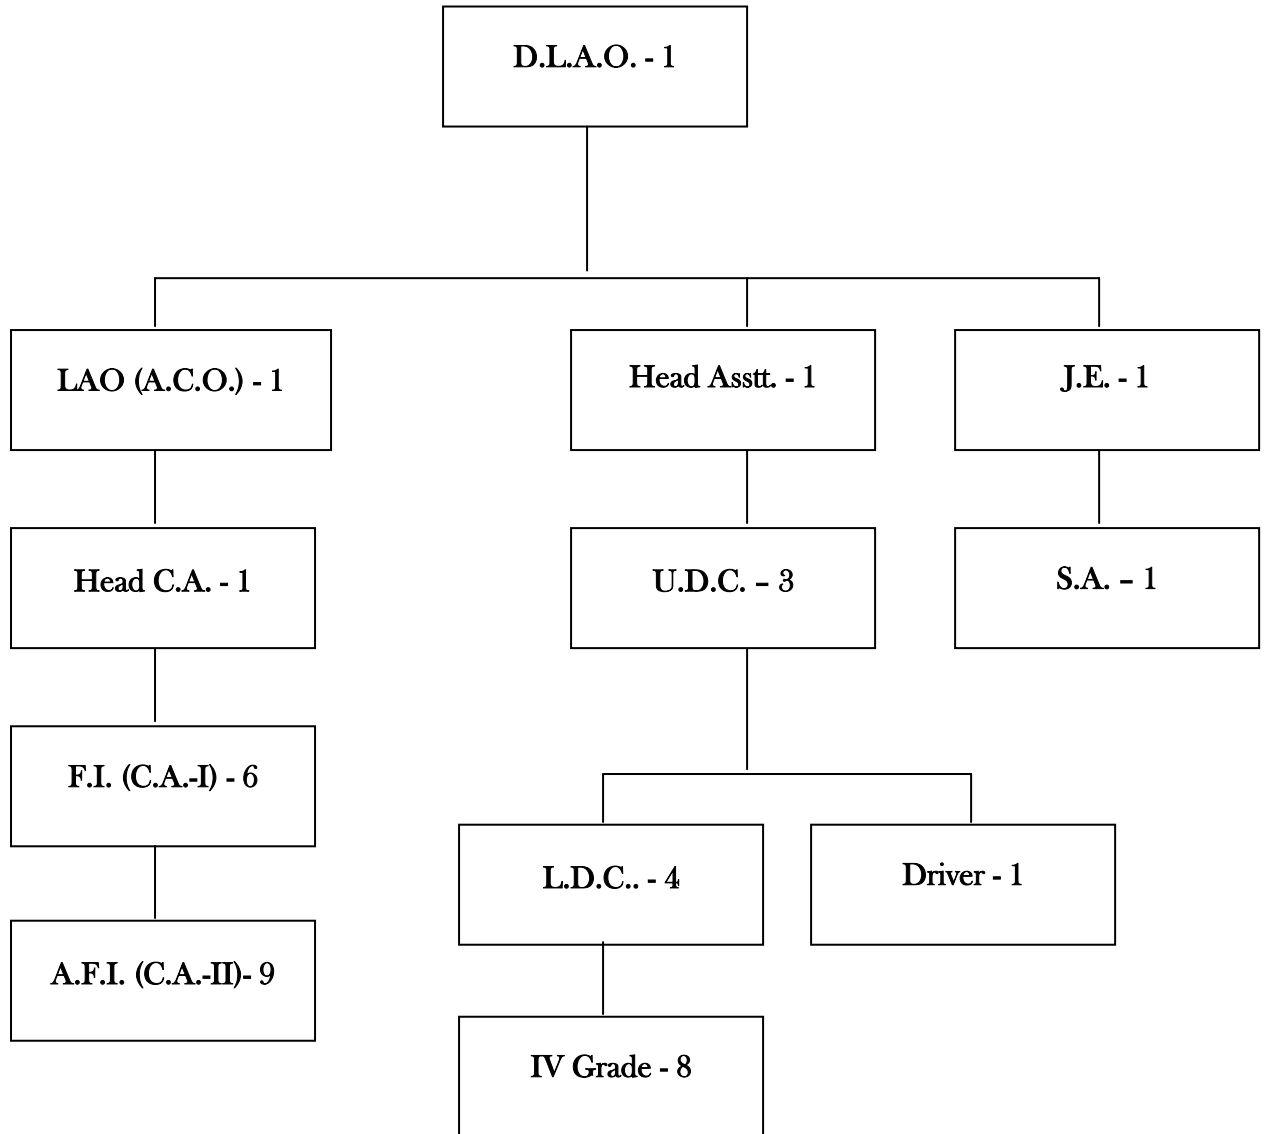 D.L.A.O. - 1
LAO (A.C.O.) - 1
Head Asstt. - 1
J.E. - 1
Head C.A. - 1
U.D.C. – 3
S.A. – 1
F.I. (C.A.-I) - 6
L.D.C.. - 4
Driver - 1
A.F.I. (C.A.-II)- 9
IV Grade - 8